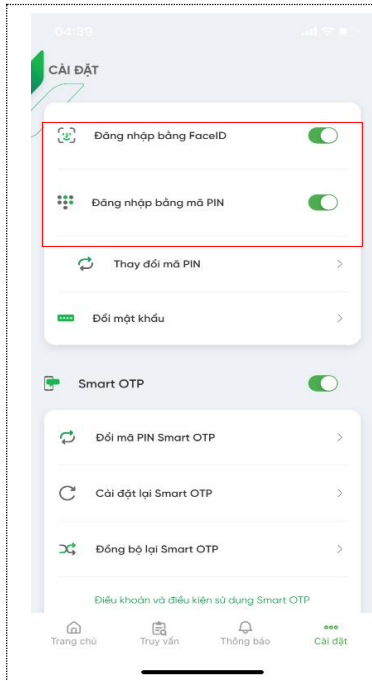 04:39
CÀI ĐẶT
Đăng nhập bằng FaceID
Đăng nhập bằng mã PIN
Thay đổi mã PIN
Đổi mật khẩu
Smart OTP
Đổi mã PIN Smart OTP
Cài đặt lại Smart OTP
Đồng bộ lại Smart OTP
Điều khoản và điều kiện sử dụng Smart OTP
Trang chủ Truy vấn Thông báo Cài đặt